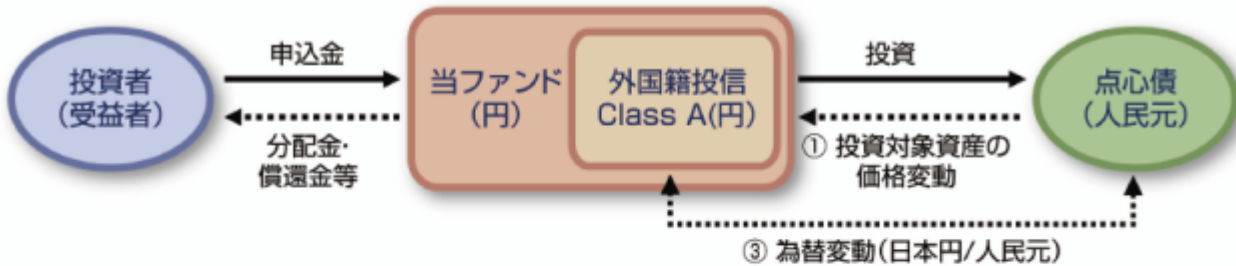 投資者
(受益者)
申込金
分配金・
償還金等
当ファンド
(円)
外国籍投信
Class A(円)
投資
① 投資対象資産の
価格変動
点心債
(人民元)
③ 為替変動(日本円/人民元)